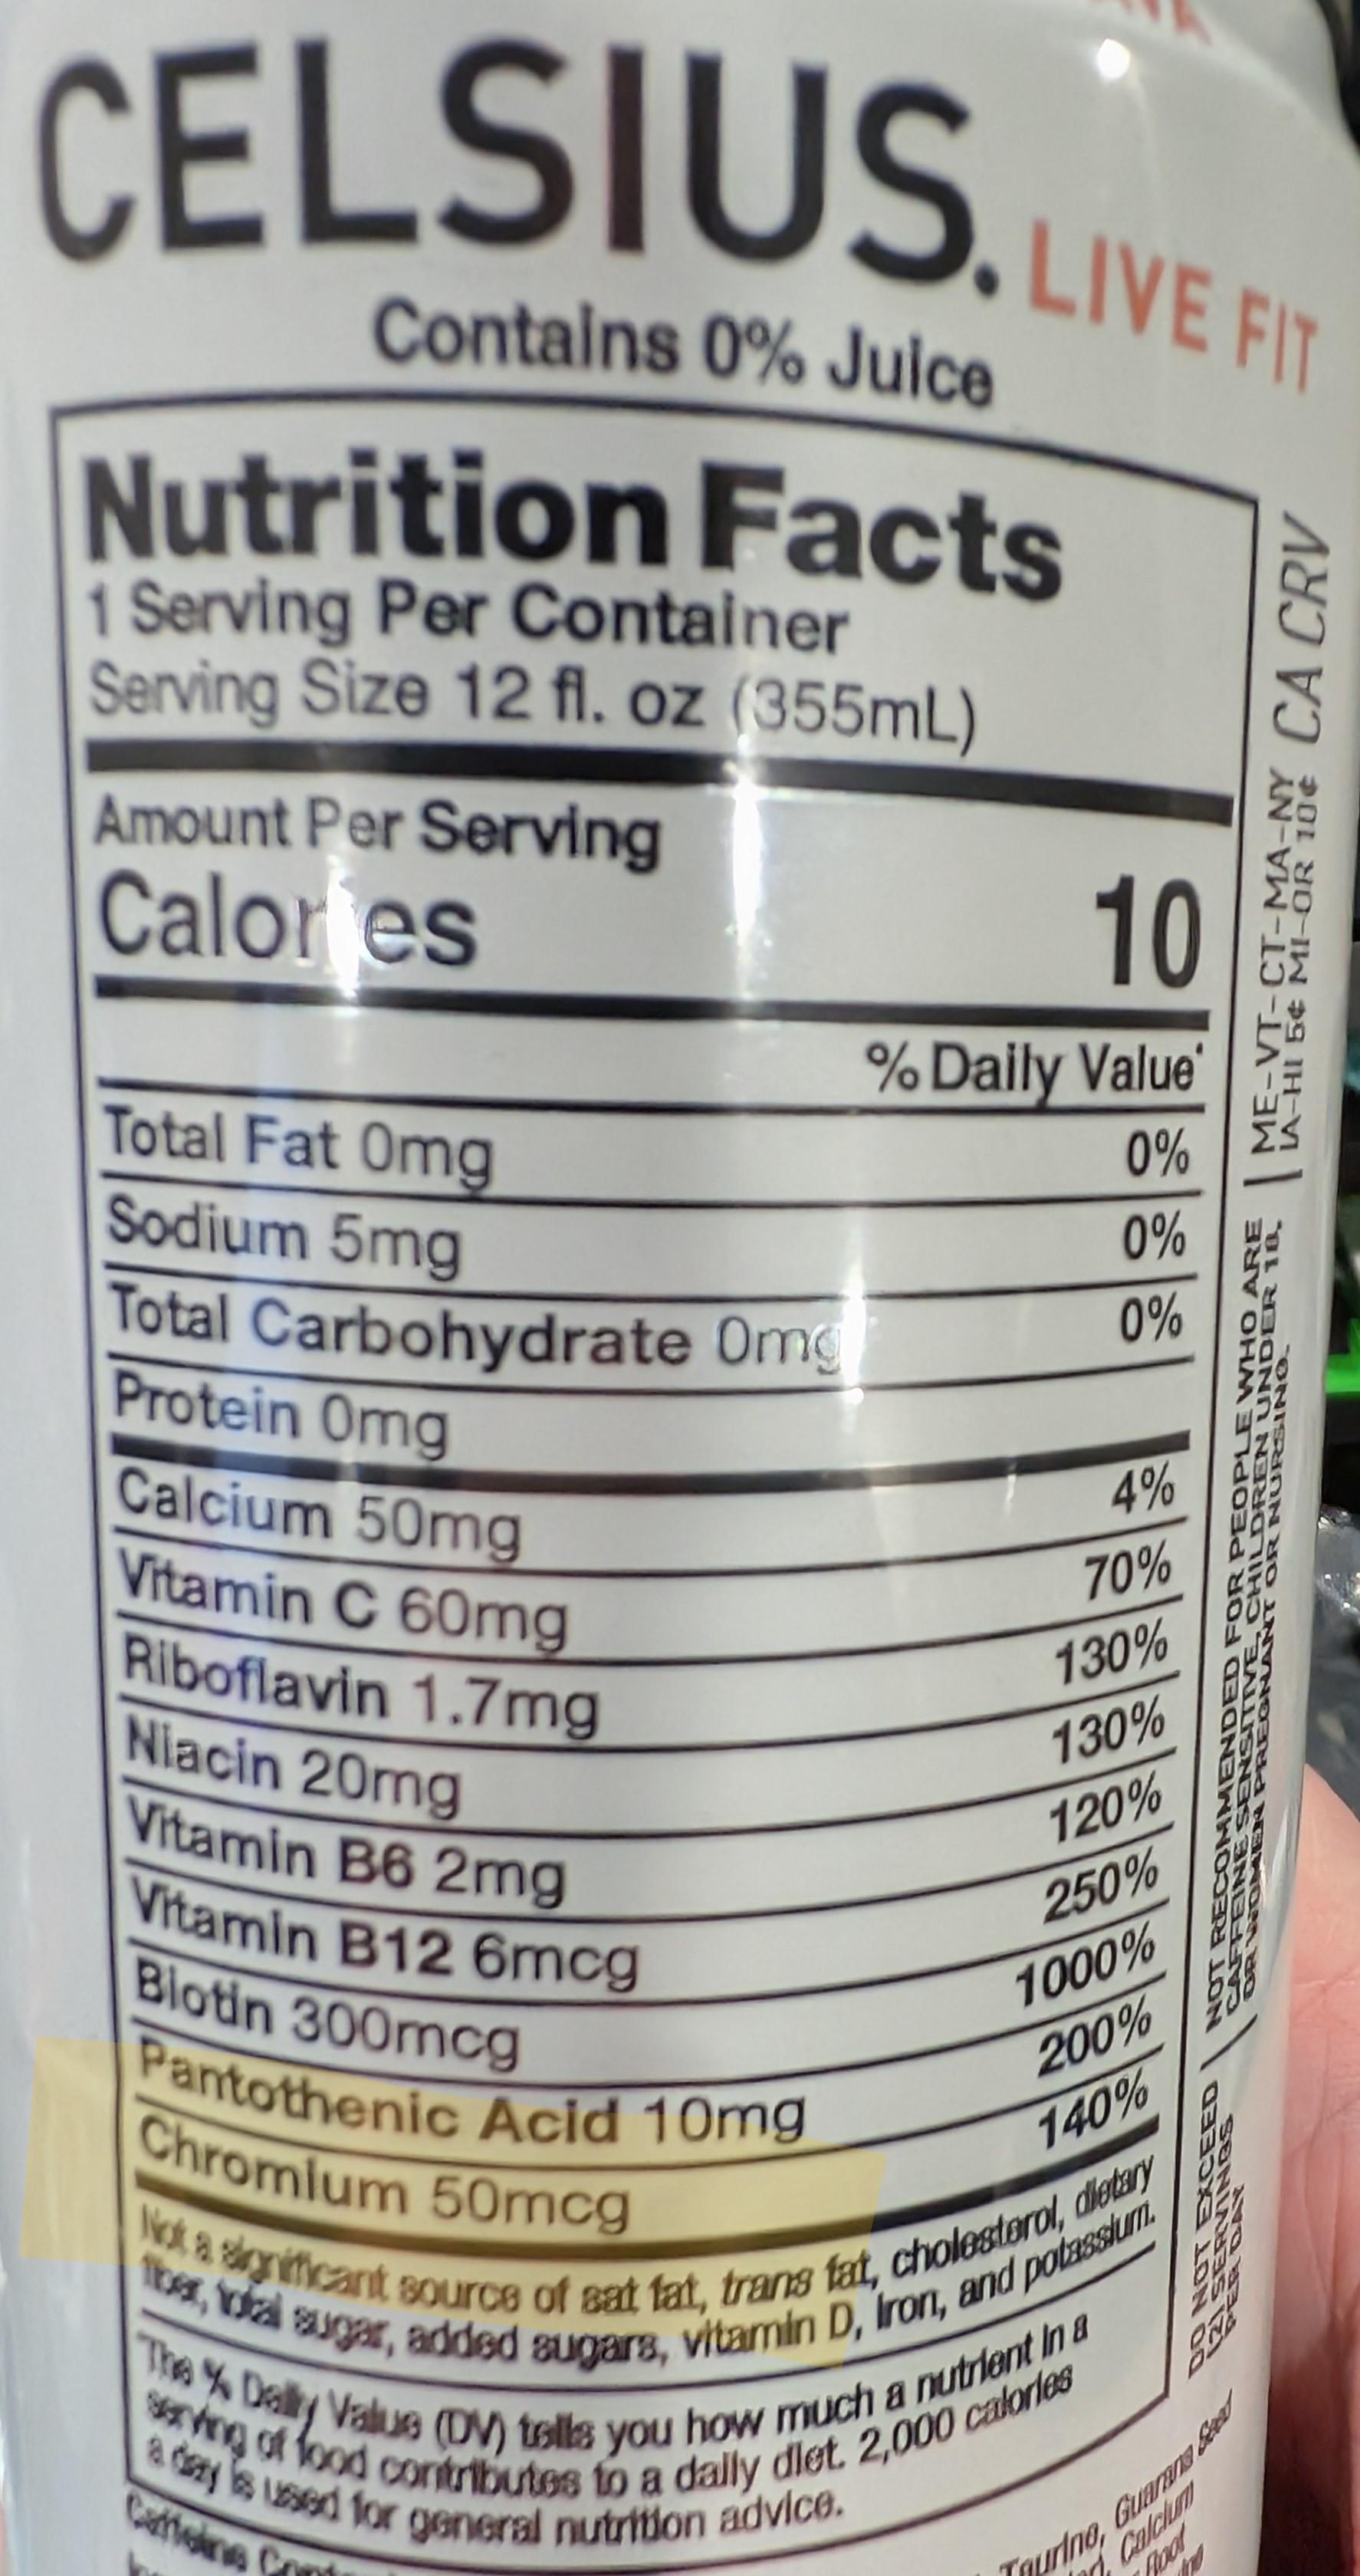 CELSIUS. LIVE FIT
Contains 0% Juice
Nutrition Facts
1 Serving Per Container
Serving Size 12 fl. oz (355mL)
Amount Per Serving
Calories 10
% Daily Value*
Total Fat 0mg 0%
Sodium 5mg 0%
Total Carbohydrate 0mg 0%
Protein 0mg
Calcium 50mg 4%
Vitamin C 60mg 70%
Riboflavin 1.7mg 130%
Niacin 20mg 130%
Vitamin B6 2mg 120%
Vitamin B12 6mcg 250%
Biotin 300mcg 1000%
Pantothenic Acid 10mg 200%
Chromium 50mcg 140%
Not a significant source of sat fat, trans fat, cholesterol, dietary
fiber, total sugar, added sugars, vitamin D, Iron, and potassium.
*The % Daily Value (DV) tells you how much a nutrient in a
serving of food contributes to a daily diet. 2,000 calories
a day is used for general nutrition advice.
Caffeine
Taurine, Guarana Seed
Calcium
Root
CA CRV
ME-VT-CT-MA-NY
IA-HI 5¢ MI-OR 10¢
NOT RECOMMENDED FOR PEOPLE WHO ARE
CAFFEINE SENSITIVE, CHILDREN UNDER 18,
OR WOMEN PREGNANT OR NURSING.
DO NOT EXCEED
(2) SERVINGS
PER DAY